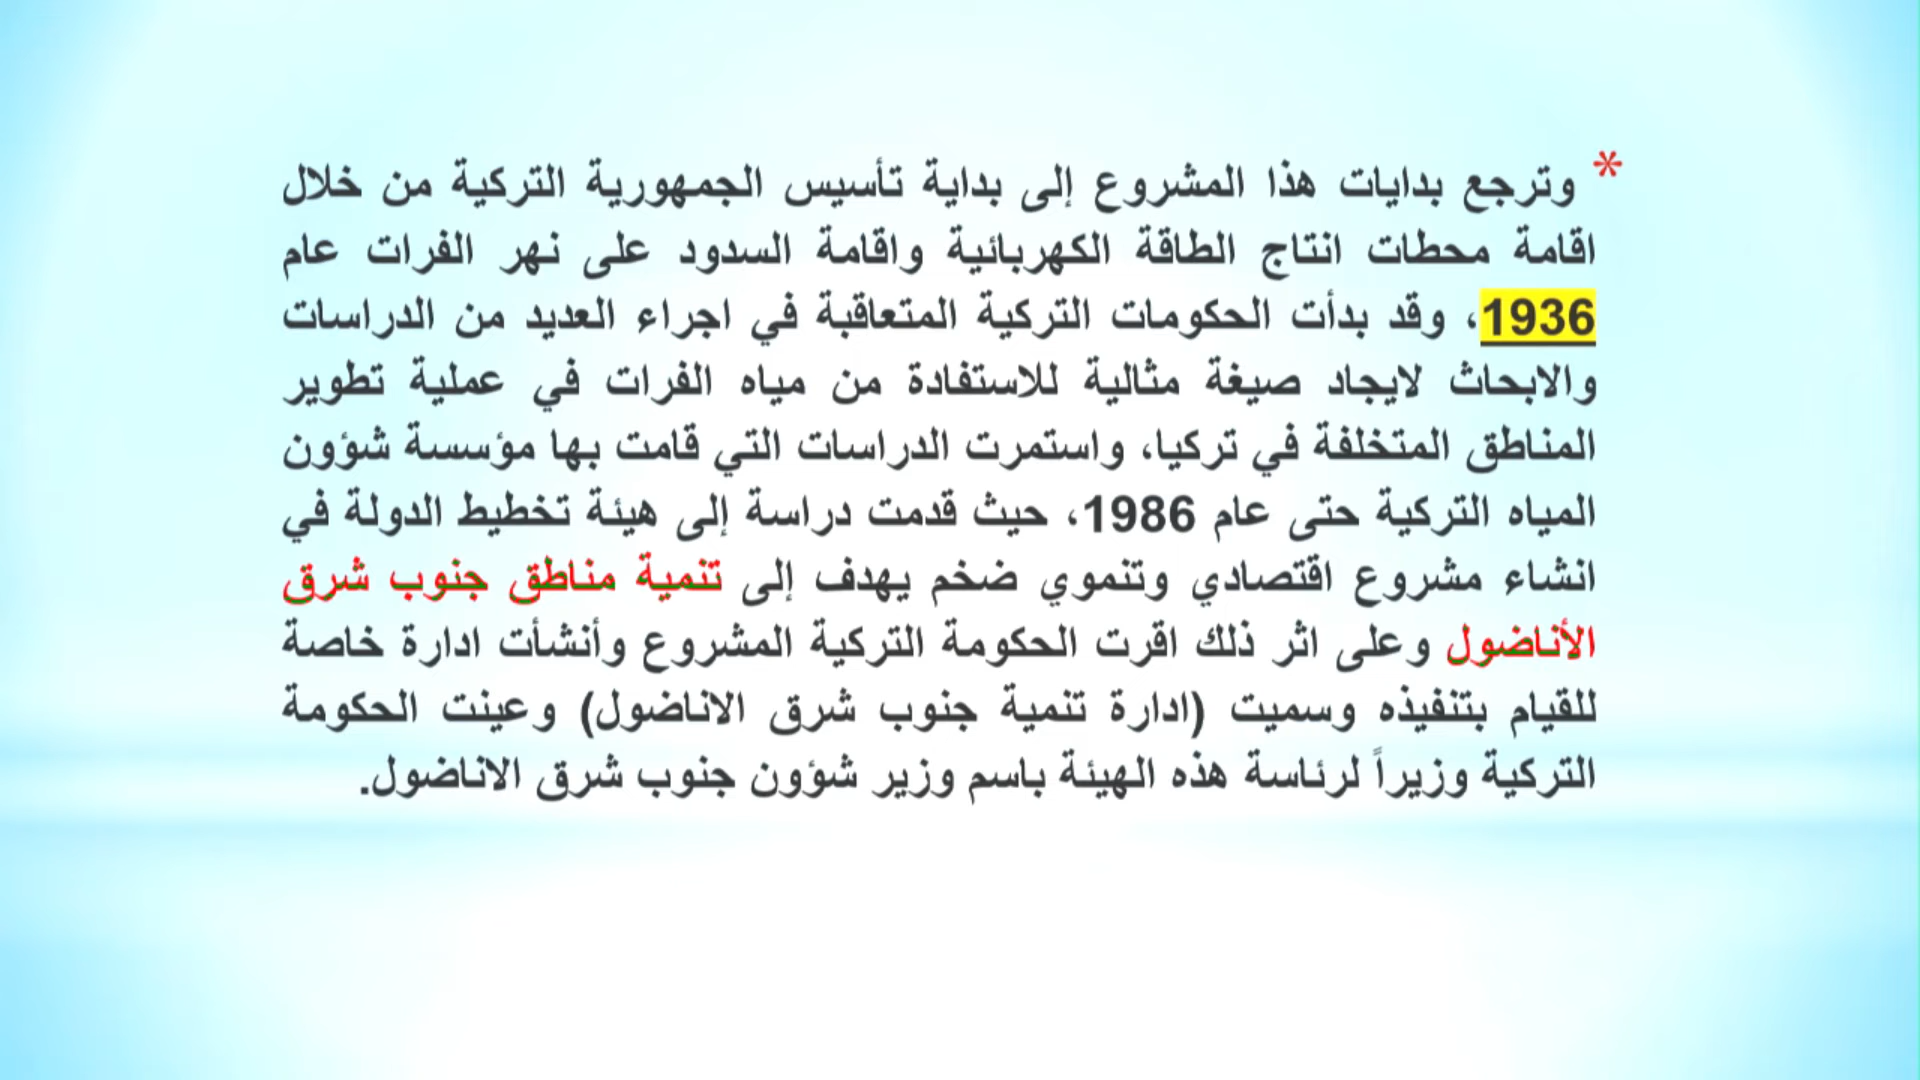 * وترجع بدايات هذا المشروع إلى بداية تأسيس الجمهورية التركية من خلال
اقامة محطات انتاج الطاقة الكهربائية واقامة السدود على نهر الفرات عام
1936، وقد بدأت الحكومات التركية المتعاقبة في اجراء العديد من الدراسات
والابحاث لايجاد صيغة مثالية للاستفادة من مياه الفرات في عملية تطوير
المناطق المتخلفة في تركيا، واستمرت الدراسات التي قامت بها مؤسسة شؤون
المياه التركية حتى عام 1986، حيث قدمت دراسة إلى هيئة تخطيط الدولة في
انشاء مشروع اقتصادي وتنموي ضخم يهدف إلى تنمية مناطق جنوب شرق
الأناضول وعلى اثر ذلك اقرت الحكومة التركية المشروع وأنشأت ادارة خاصة
للقيام بتنفيذه وسميت (ادارة تنمية جنوب شرق الاناضول) وعينت الحكومة
التركية وزيراً لرئاسة هذه الهيئة باسم وزير شؤون جنوب شرق الاناضول.